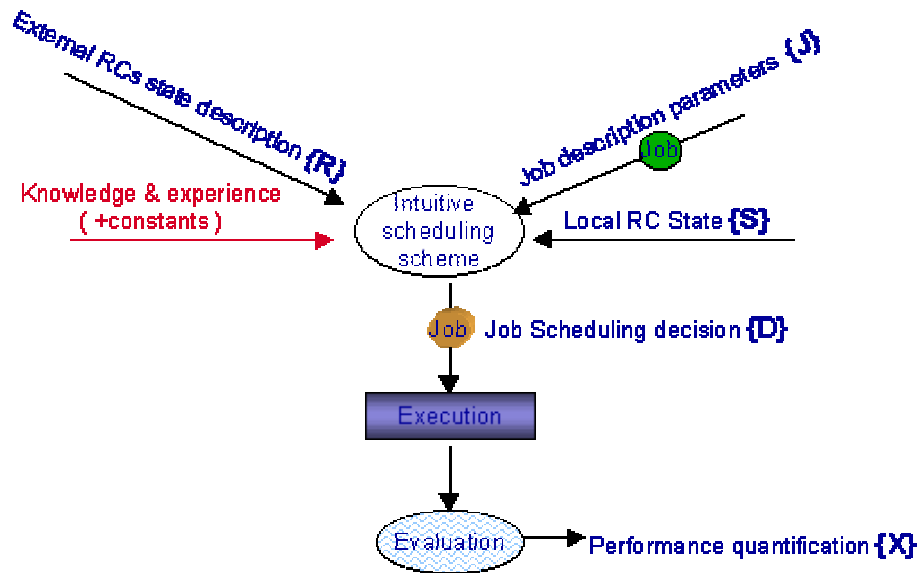 External RCs state description {R}
Job description parameters {J}
Job
Knowledge & experience
( +constants )
Intuitive
scheduling
scheme
Local RC State {S}
Job
Job Scheduling decision {D}
Execution
Evaluation
Performance quantification {X}